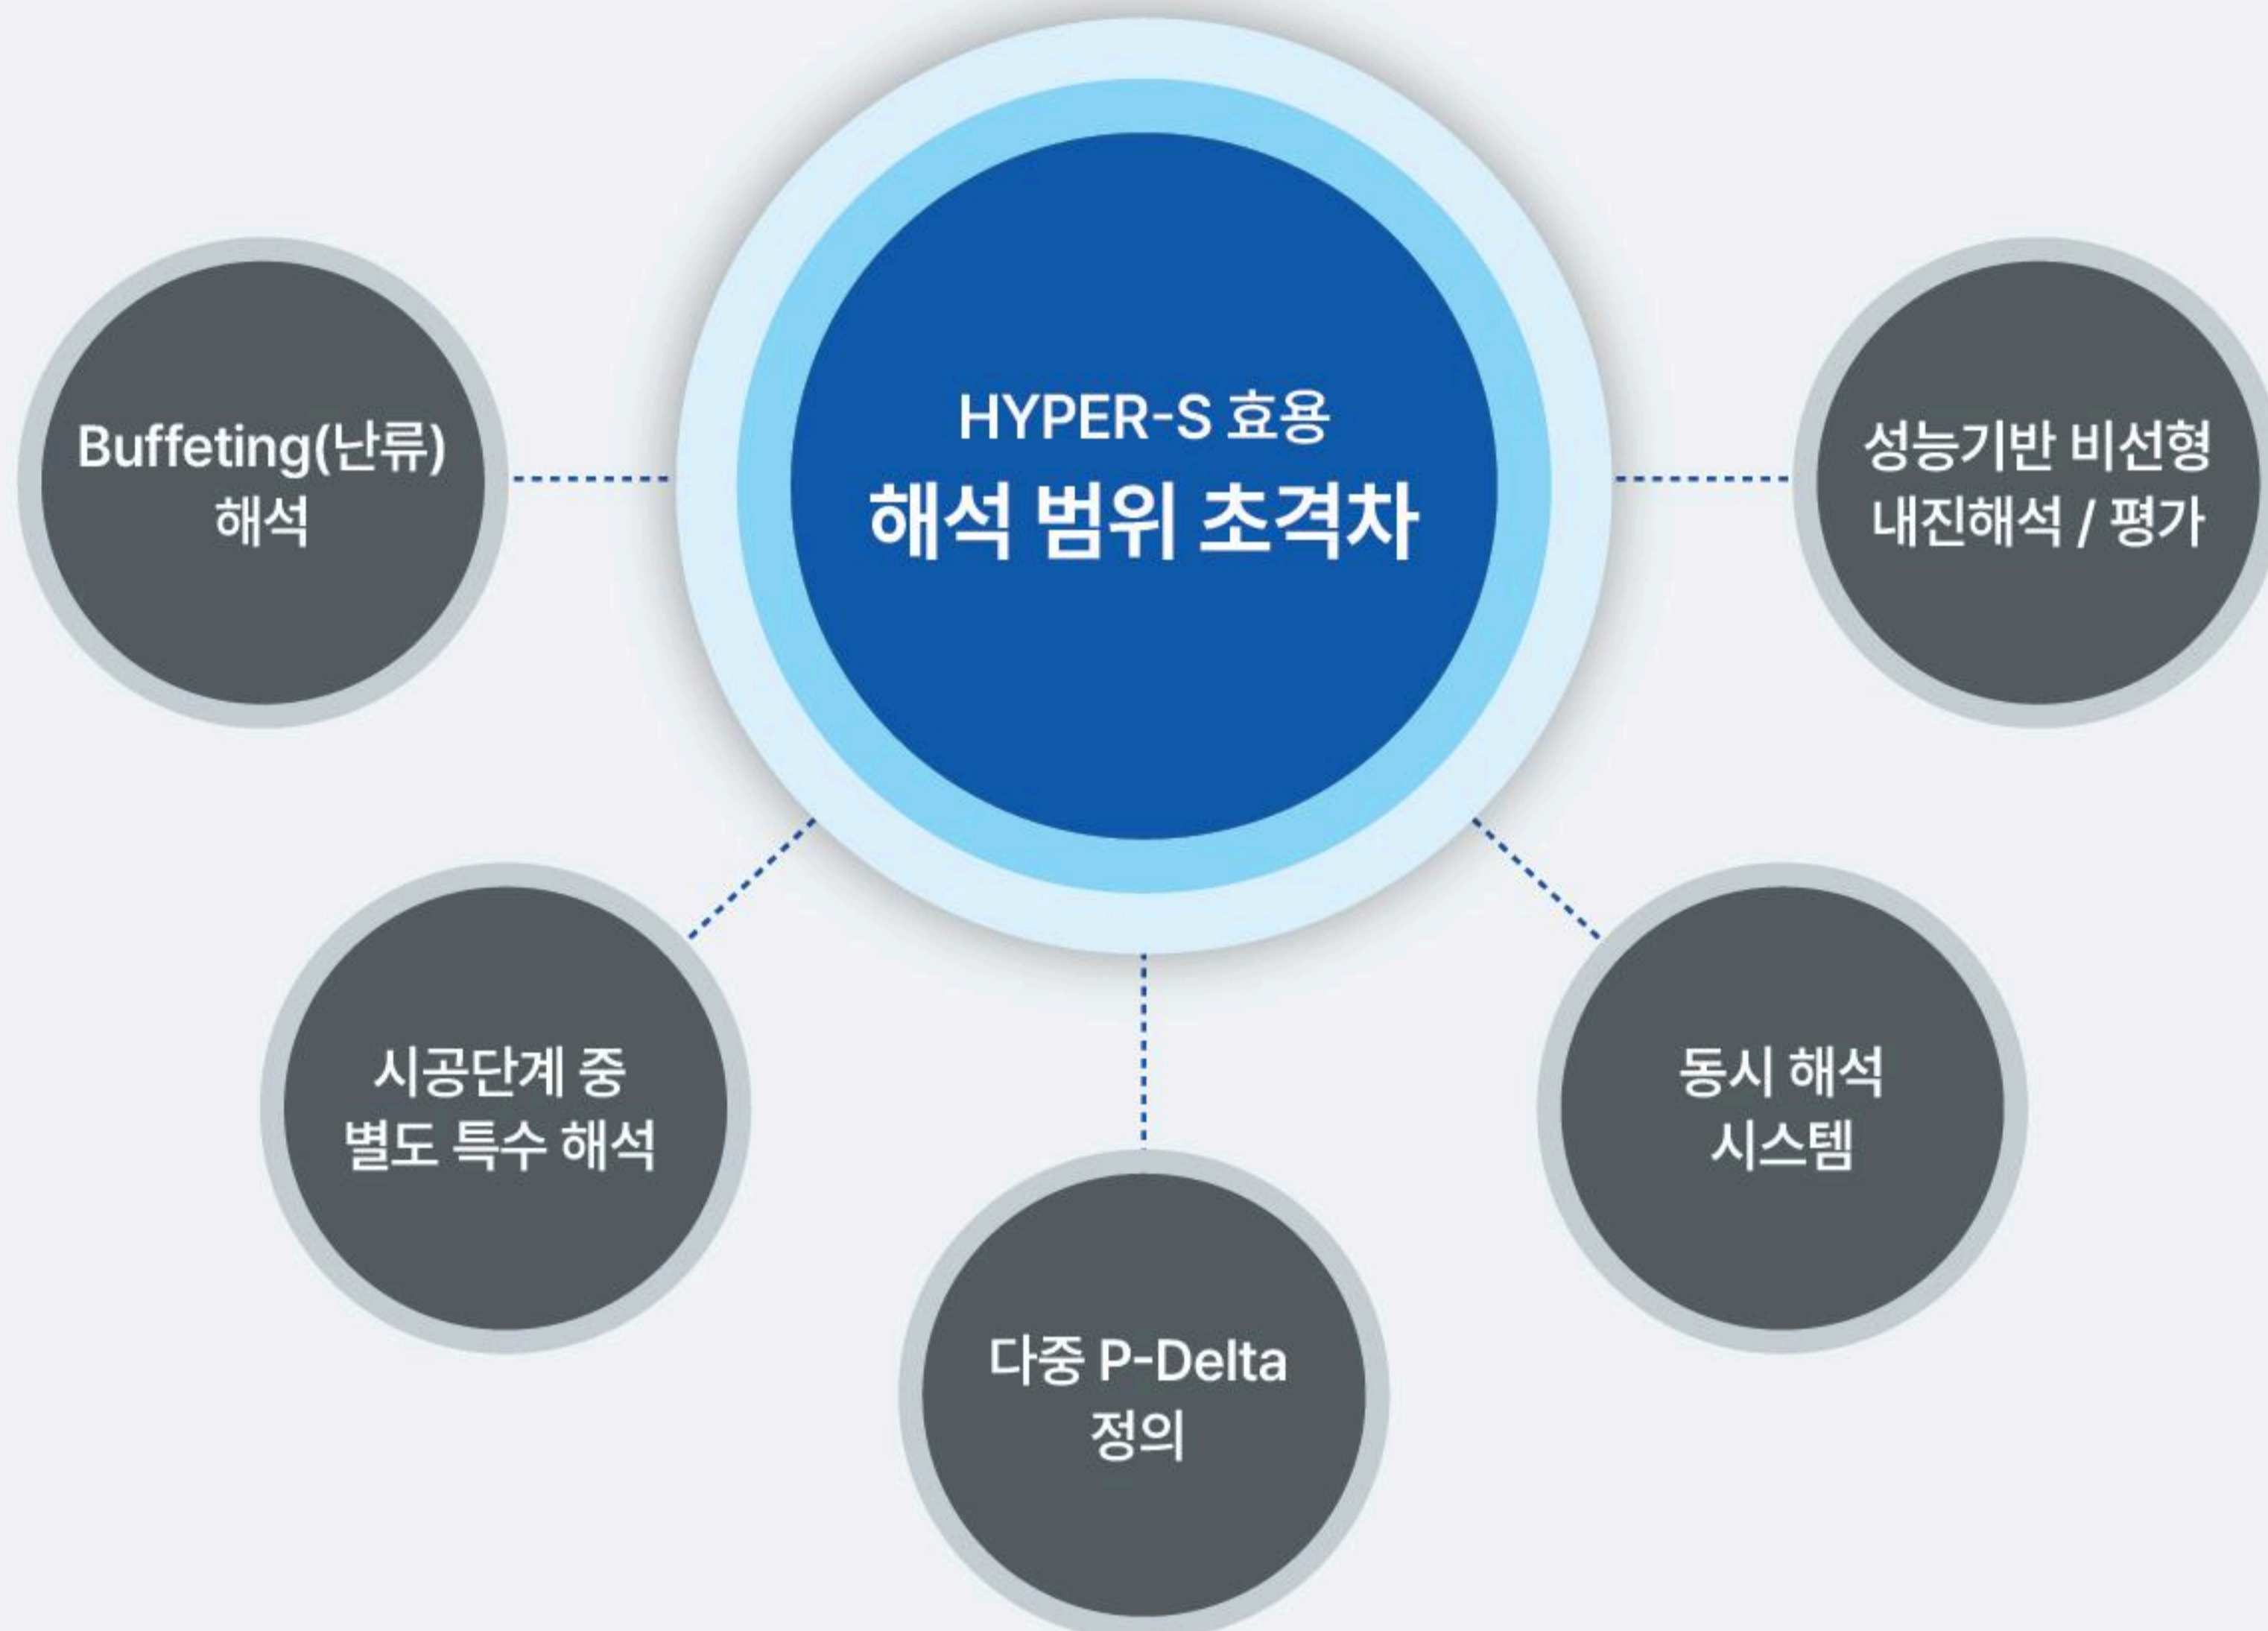 HYPER-S 효용
해석 범위 초격차
Buffeting(난류)
해석
성능기반 비선형
내진해석 / 평가
시공단계 중
별도 특수 해석
동시 해석
시스템
다중 P-Delta
정의